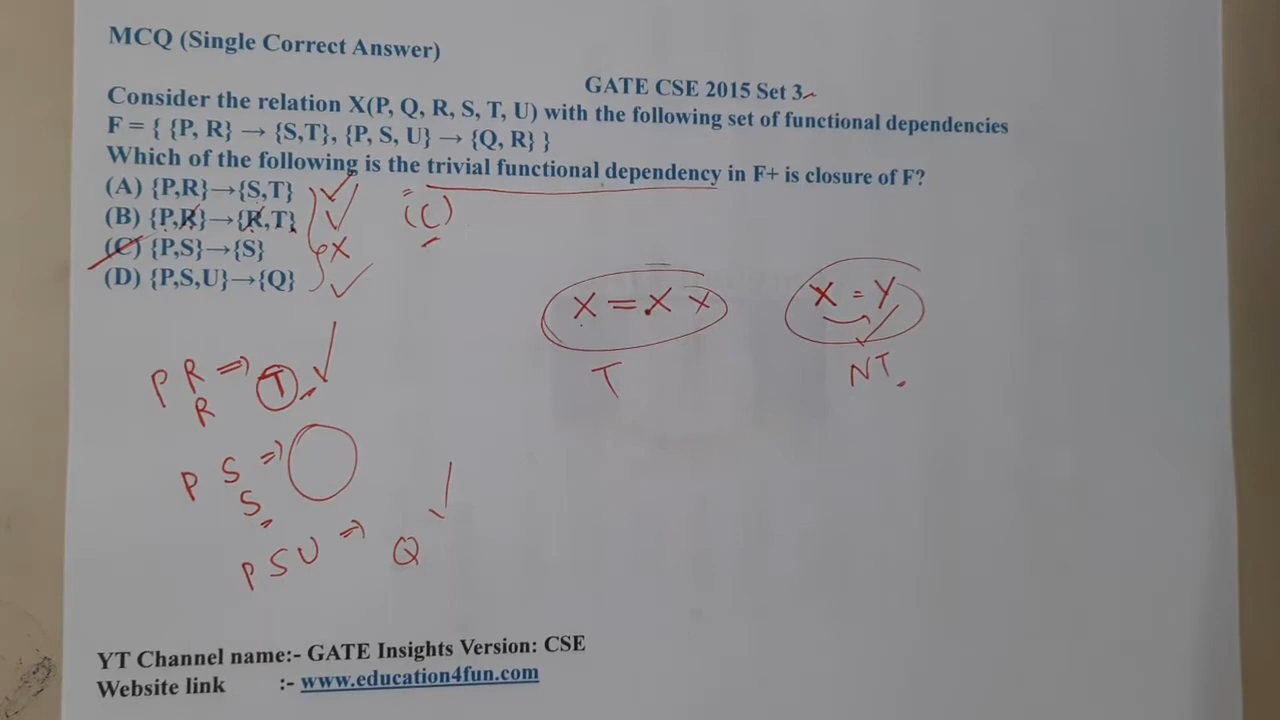 MCQ (Single Correct Answer)
GATE CSE 2015 Set 3
Consider the relation X(P, Q, R, S, T, U) with the following set of functional dependencies
F = { {P, R} → {S,T}, {P, S, U} → {Q, R} }
Which of the following is the trivial functional dependency in F+ is closure of F?
(A) {P,R}→{S,T}
(B) {P,R}→{R,T}
(C) {P,S}→{S}
(D) {P,S,U}→{Q}
(C)
X = X X
X = Y
T
NT
P R ⇒ T
R
P S ⇒
S
P S U ⇒ Q
YT Channel name:- GATE Insights Version: CSE
Website link :- www.education4fun.com